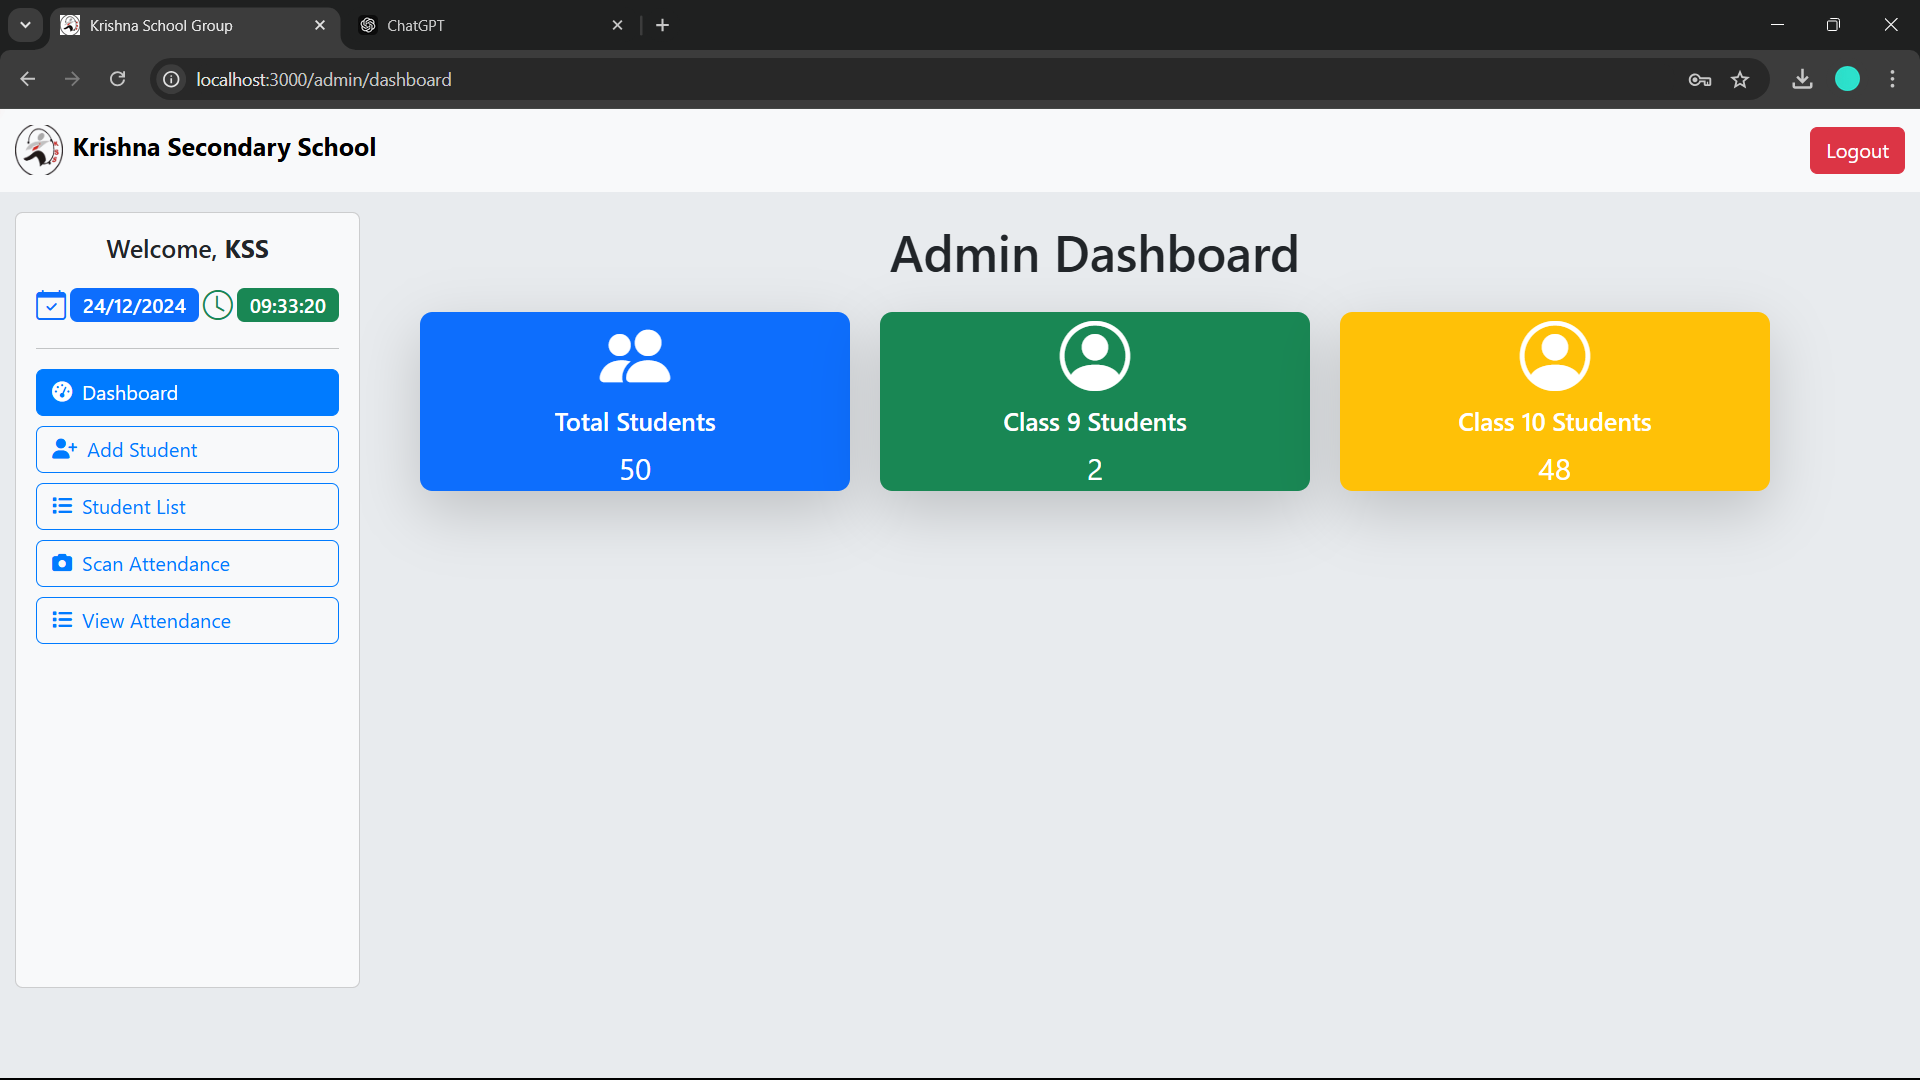 Krishna School Group
ChatGPT
localhost:3000/admin/dashboard
Krishna Secondary School
Logout
Welcome, KSS
24/12/2024 09:33:20
Dashboard
Add Student
Student List
Scan Attendance
View Attendance
Admin Dashboard
Total Students
50
Class 9 Students
2
Class 10 Students
48